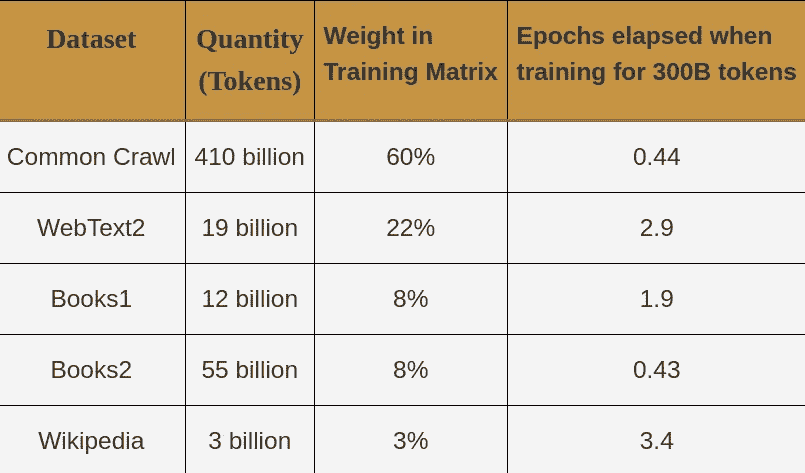 Dataset
Quantity
(Tokens)
Weight in
Training Matrix
Epochs elapsed when
training for 300B tokens
Common Crawl 410 billion 60% 0.44
WebText2 19 billion 22% 2.9
Books1 12 billion 8% 1.9
Books2 55 billion 8% 0.43
Wikipedia 3 billion 3% 3.4